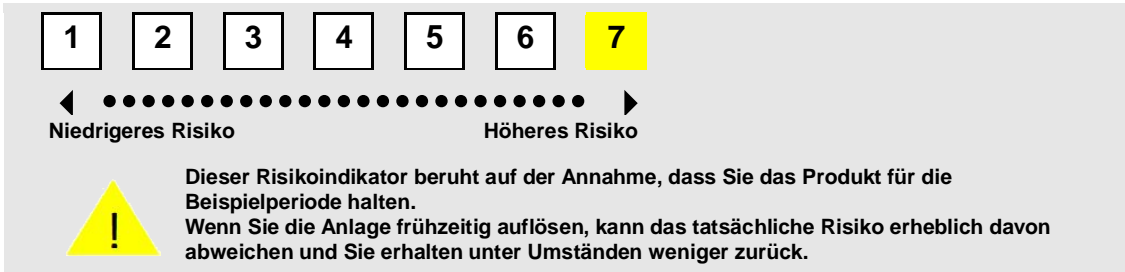 1 2 3 4 5 6 7
Niedrigeres Risiko Höheres Risiko
Dieser Risikoindikator beruht auf der Annahme, dass Sie das Produkt für die
Beispielperiode halten.
Wenn Sie die Anlage frühzeitig auflösen, kann das tatsächliche Risiko erheblich davon
abweichen und Sie erhalten unter Umständen weniger zurück.
!